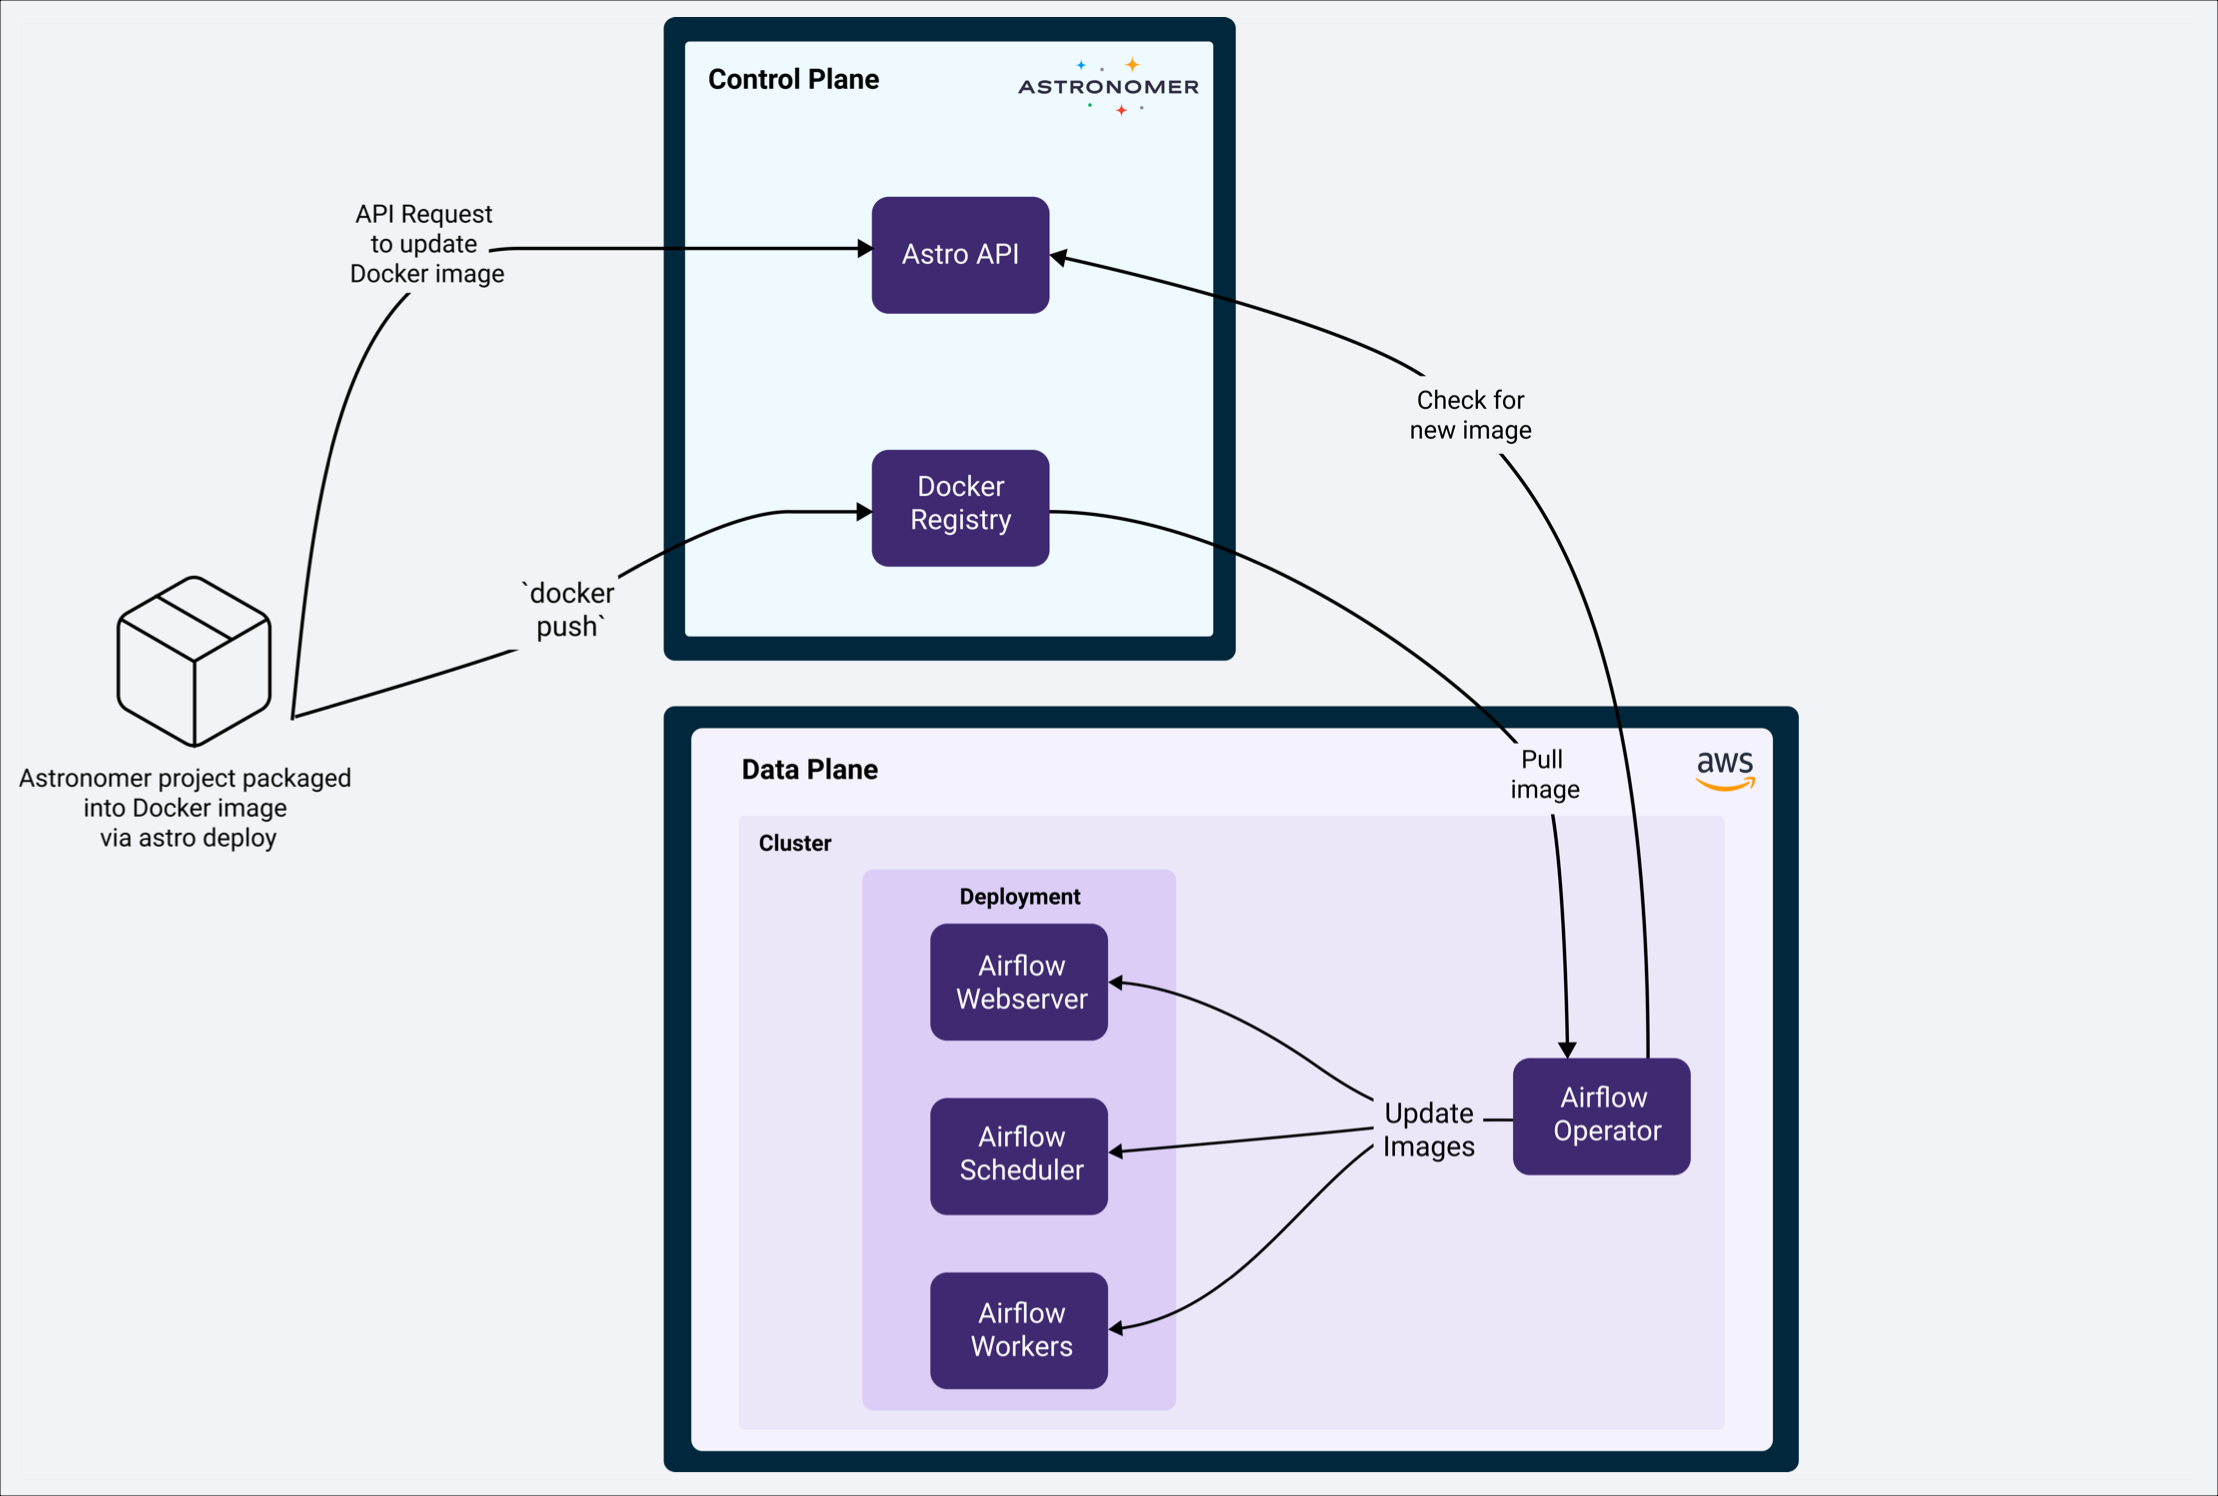 Control Plane
ASTRONOMER
API Request
to update
Docker image
Astro API
Check for
new image
Docker
Registry
`docker
push`
Astronomer project packaged
into Docker image
via astro deploy
Data Plane
aws
Pull
image
Cluster
Deployment
Airflow
Webserver
Airflow
Scheduler
Airflow
Workers
Update
Images
Airflow
Operator